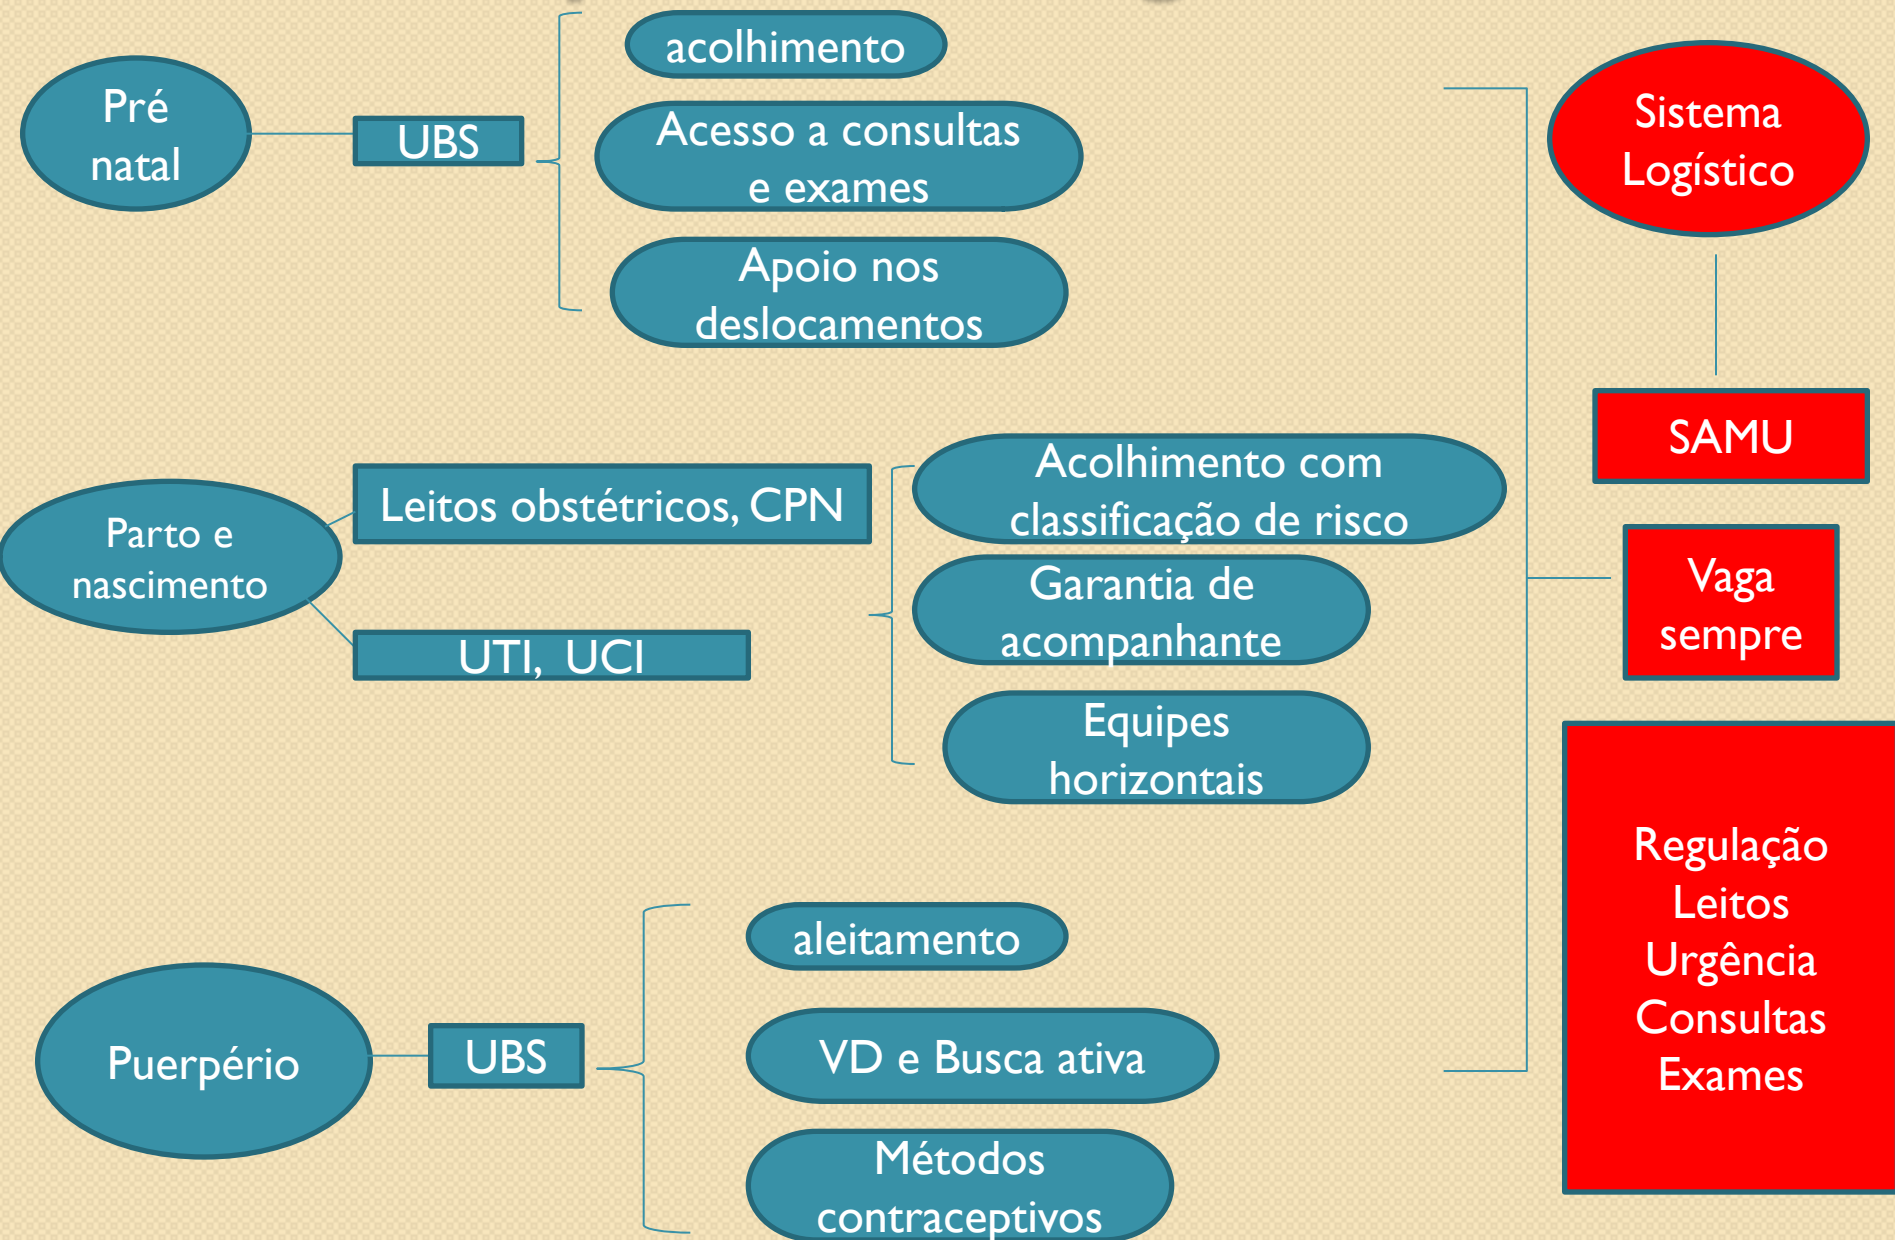 Pré
natal
UBS
acolhimento
Acesso a consultas
e exames
Apoio nos
deslocamentos
Parto e
nascimento
Leitos obstétricos, CPN
UTI, UCI
Acolhimento com
classificação de risco
Garantia de
acompanhante
Equipes
horizontais
Puerpério
UBS
aleitamento
VD e Busca ativa
Métodos
contraceptivos
Sistema
Logístico
SAMU
Vaga
sempre
Regulação
Leitos
Urgência
Consultas
Exames